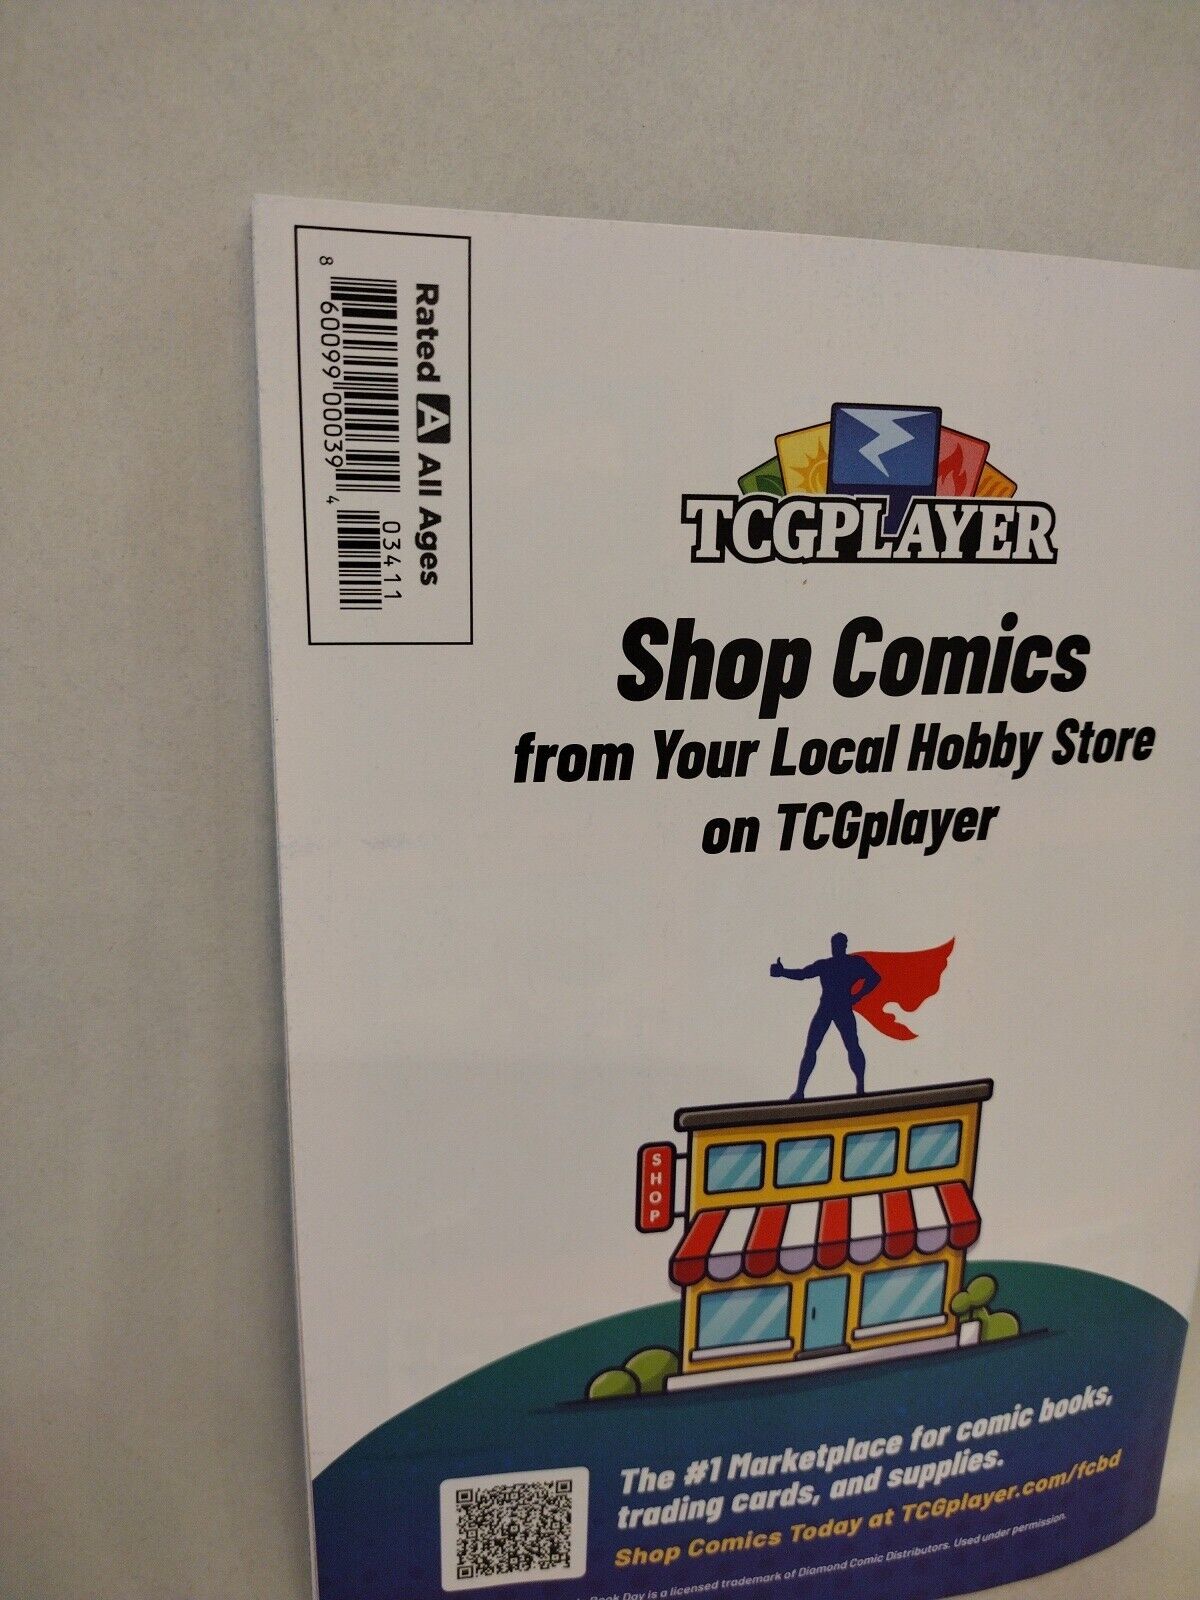 Rated A All Ages
03411
8 60099 00039 4
TCGPLAYER
Shop Comics
from Your Local Hobby Store
on TCGplayer
SHOP
The #1 Marketplace for comic books,
trading cards, and supplies.
Shop Comics Today at TCGplayer.com/fcbd
Book Day is a licensed trademark of Diamond Comic Distributors. Used under permission.